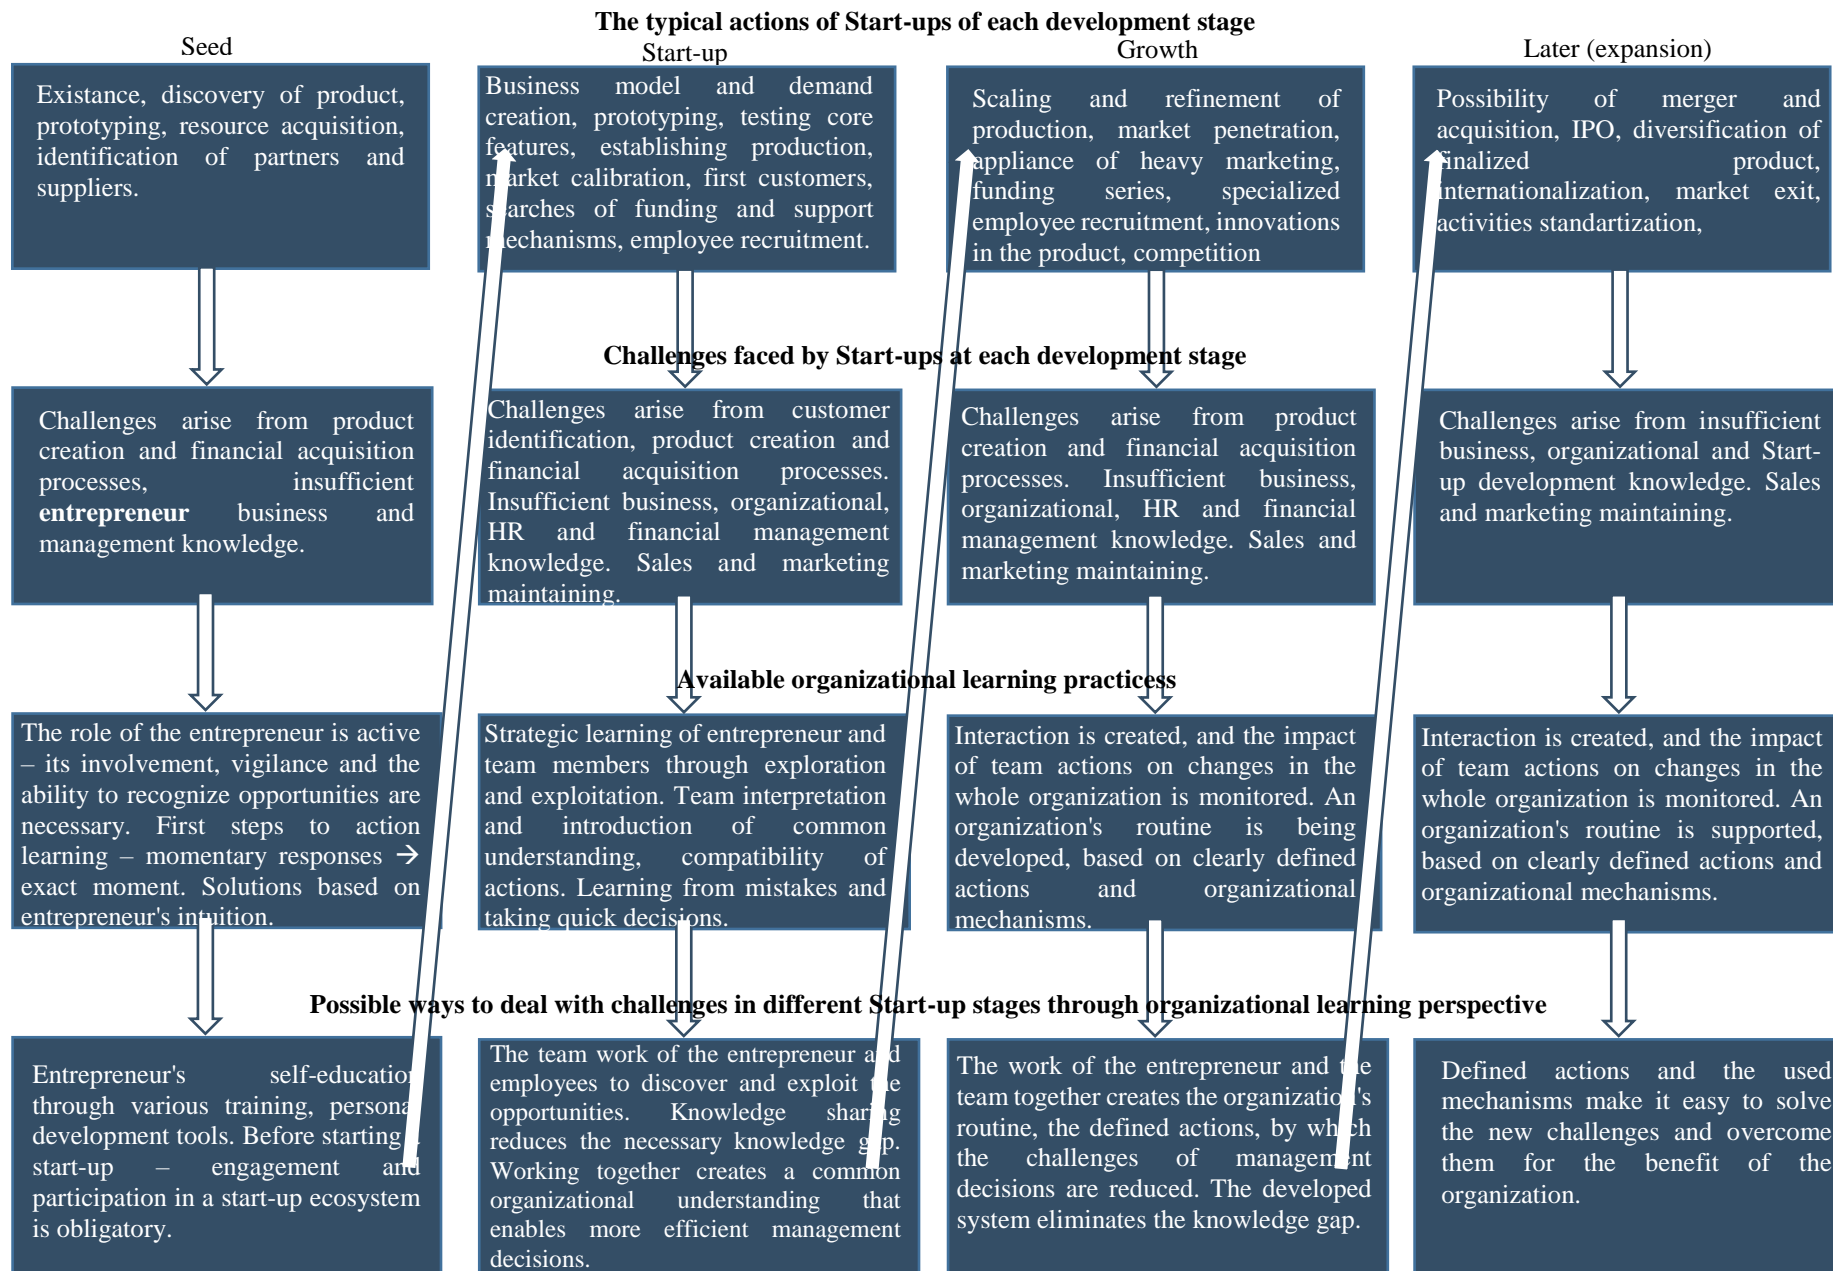 The typical actions of Start-ups of each development stage
Seed
Start-up
Growth
Later (expansion)
Existance, discovery of product,
prototyping, resource acquisition,
identification of partners and
suppliers.
Business model and demand
creation, prototyping, testing core
features, establishing production,
market calibration, first customers,
searches of funding and support
mechanisms, employee recruitment.
Scaling and refinement of
production, market penetration,
appliance of heavy marketing,
funding series, specialized
employee recruitment, innovations
in the product, competition
Possibility of merger and
acquisition, IPO, diversification of
finalized product,
internationalization, market exit,
activities standartization,
Challenges faced by Start-ups at each development stage
Challenges arise from product
creation and financial acquisition
processes, insufficient
entrepreneur business and
management knowledge.
Challenges arise from customer
identification, product creation and
financial acquisition processes.
Insufficient business, organizational,
HR and financial management
knowledge. Sales and marketing
maintaining.
Challenges arise from product
creation and financial acquisition
processes. Insufficient business,
organizational, HR and financial
management knowledge. Sales and
marketing maintaining.
Challenges arise from insufficient
business, organizational and Start-
up development knowledge. Sales
and marketing maintaining.
Available organizational learning practicess
The role of the entrepreneur is active
– its involvement, vigilance and the
ability to recognize opportunities are
necessary. First steps to action
learning – momentary responses →
exact moment. Solutions based on
entrepreneur's intuition.
Strategic learning of entrepreneur and
team members through exploration
and exploitation. Team interpretation
and introduction of common
understanding, compatibility of
actions. Learning from mistakes and
taking quick decisions.
Interaction is created, and the impact
of team actions on changes in the
whole organization is monitored. An
organization's routine is being
developed, based on clearly defined
actions and organizational
mechanisms.
Interaction is created, and the impact
of team actions on changes in the
whole organization is monitored. An
organization's routine is supported,
based on clearly defined actions and
organizational mechanisms.
Possible ways to deal with challenges in different Start-up stages through organizational learning perspective
Entrepreneur's self-education
through various training, personal
development tools. Before starting a
start-up – engagement and
participation in a start-up ecosystem
is obligatory.
The team work of the entrepreneur and
employees to discover and exploit the
opportunities. Knowledge sharing
reduces the necessary knowledge gap.
Working together creates a common
organizational understanding that
enables more efficient management
decisions.
The work of the entrepreneur and the
team together creates the organization's
routine, the defined actions, by which
the challenges of management
decisions are reduced. The developed
system eliminates the knowledge gap.
Defined actions and the used
mechanisms make it easy to solve
the new challenges and overcome
them for the benefit of the
organization.